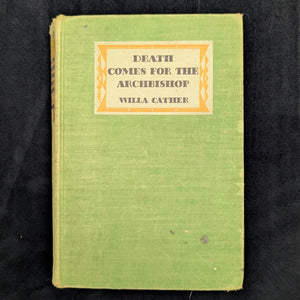 DEATH
COMES FOR THE
ARCHBISHOP
WILLA CATHER